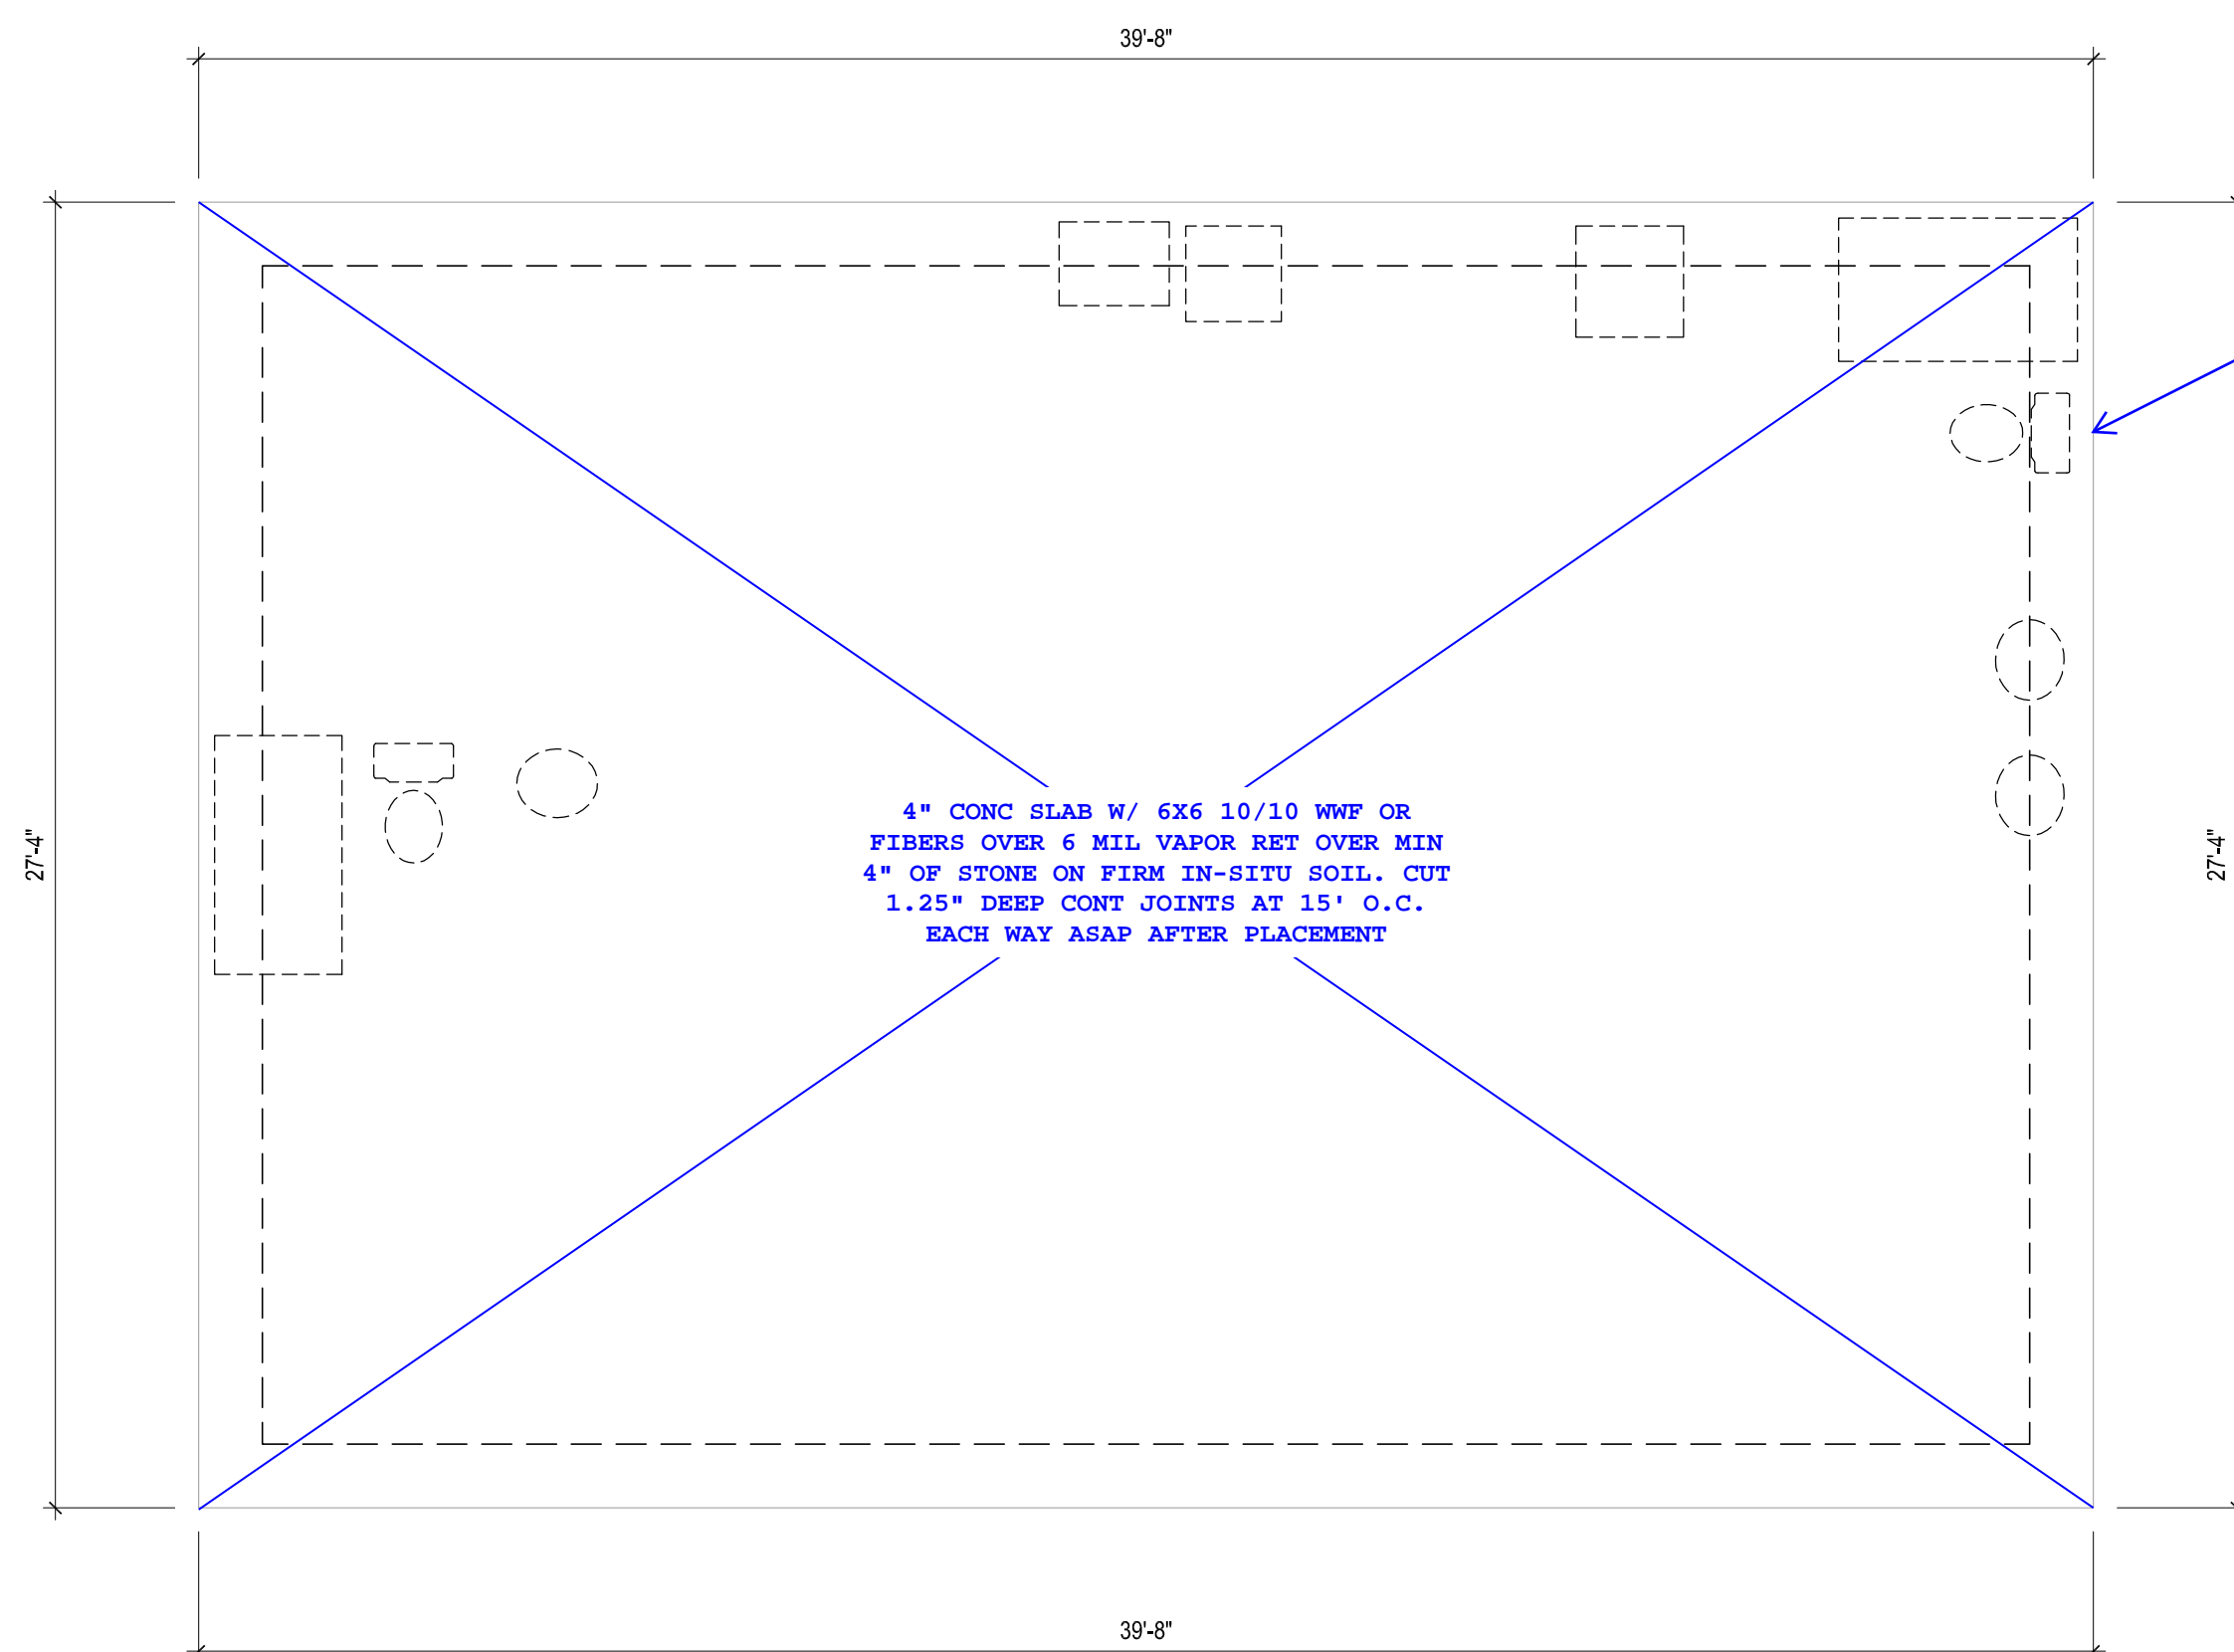 39'-8"
27'-4"
4" CONC SLAB W/ 6X6 10/10 WWF OR
FIBERS OVER 6 MIL VAPOR RET OVER MIN
4" OF STONE ON FIRM IN-SITU SOIL. CUT
1.25" DEEP CONT JOINTS AT 15' O.C.
EACH WAY ASAP AFTER PLACEMENT
27'-4"
39'-8"